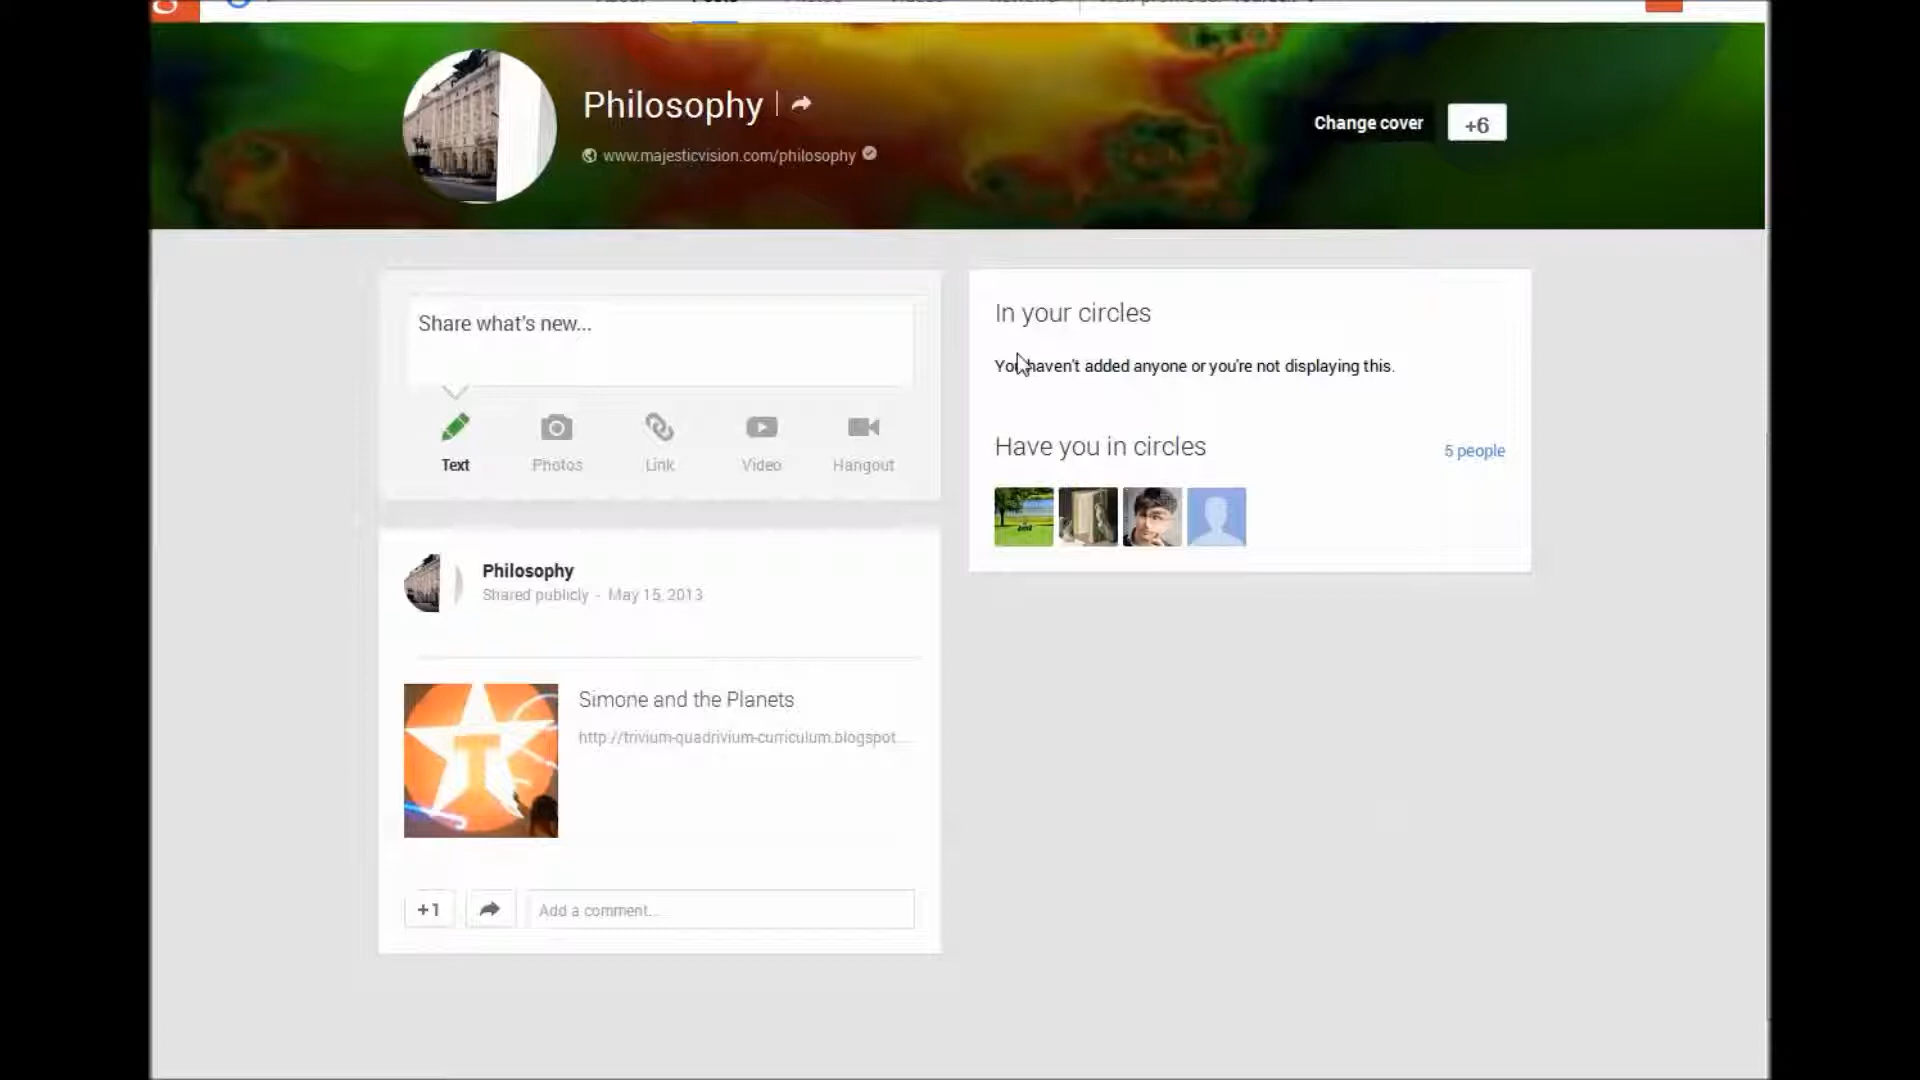 Philosophy
www.majesticvision.com/philosophy
Change cover
+6
Share what's new...
Text
Photos
Link
Video
Hangout
In your circles
You haven't added anyone or you're not displaying this.
Have you in circles
5 people
Philosophy
Shared publicly - May 15, 2013
Simone and the Planets
http://trivium-quadrivium-curriculum.blogspot...
+1
Add a comment...